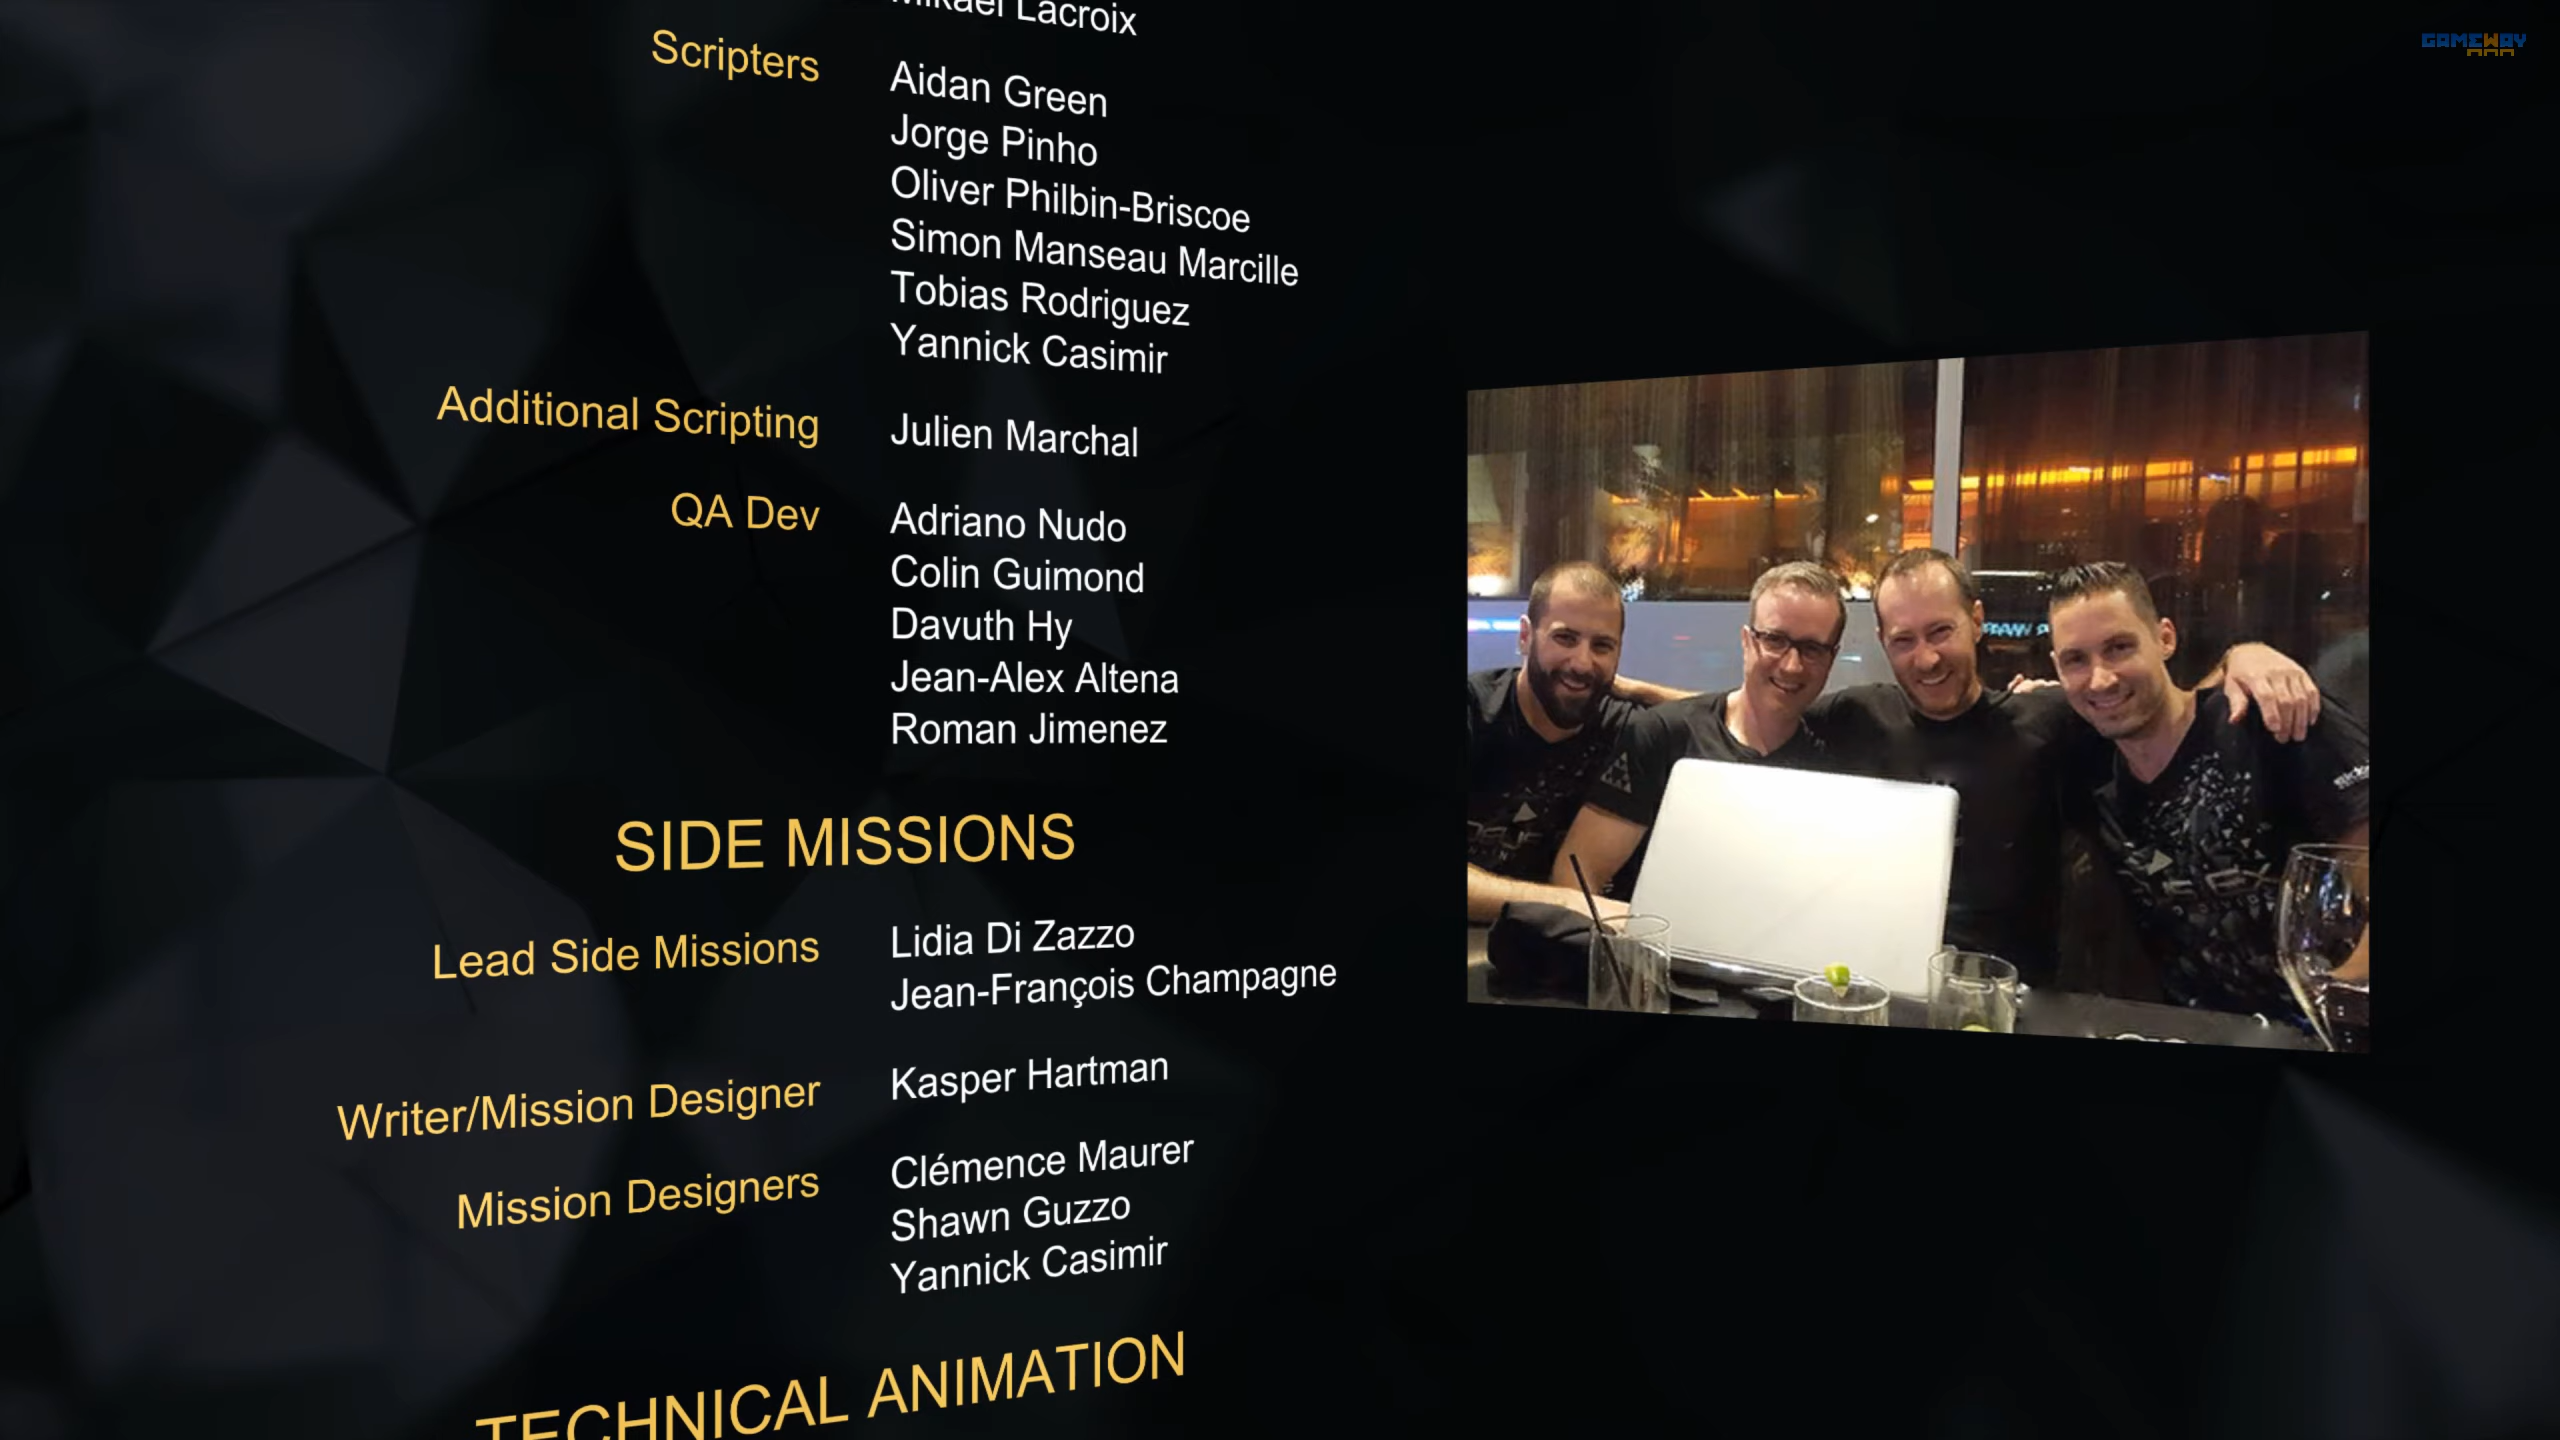 Mikael Lacroix
Scripters
Aidan Green
Jorge Pinho
Oliver Philbin-Briscoe
Simon Manseau Marcille
Tobias Rodriguez
Yannick Casimir
Additional Scripting
Julien Marchal
QA Dev
Adriano Nudo
Colin Guimond
Davuth Hy
Jean-Alex Altena
Roman Jimenez
SIDE MISSIONS
Lead Side Missions
Lidia Di Zazzo
Jean-François Champagne
Writer/Mission Designer
Kasper Hartman
Mission Designers
Clémence Maurer
Shawn Guzzo
Yannick Casimir
TECHNICAL ANIMATION
GAMEWAY